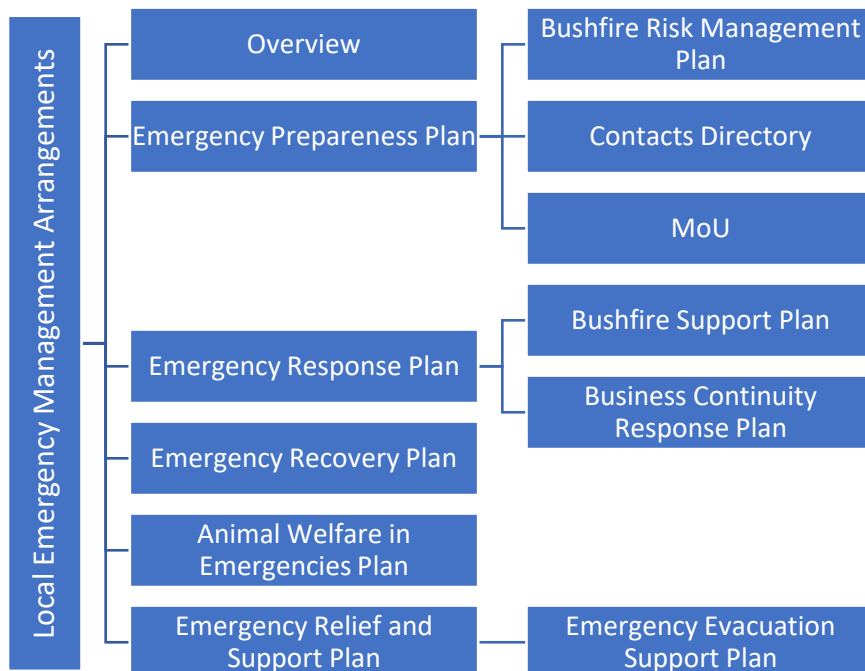 Local Emergency Management Arrangements
Overview
Emergency Prepareness Plan
Bushfire Risk Management
Plan
Contacts Directory
MoU
Emergency Response Plan
Bushfire Support Plan
Business Continuity
Response Plan
Emergency Recovery Plan
Animal Welfare in
Emergencies Plan
Emergency Relief and
Support Plan
Emergency Evacuation
Support Plan